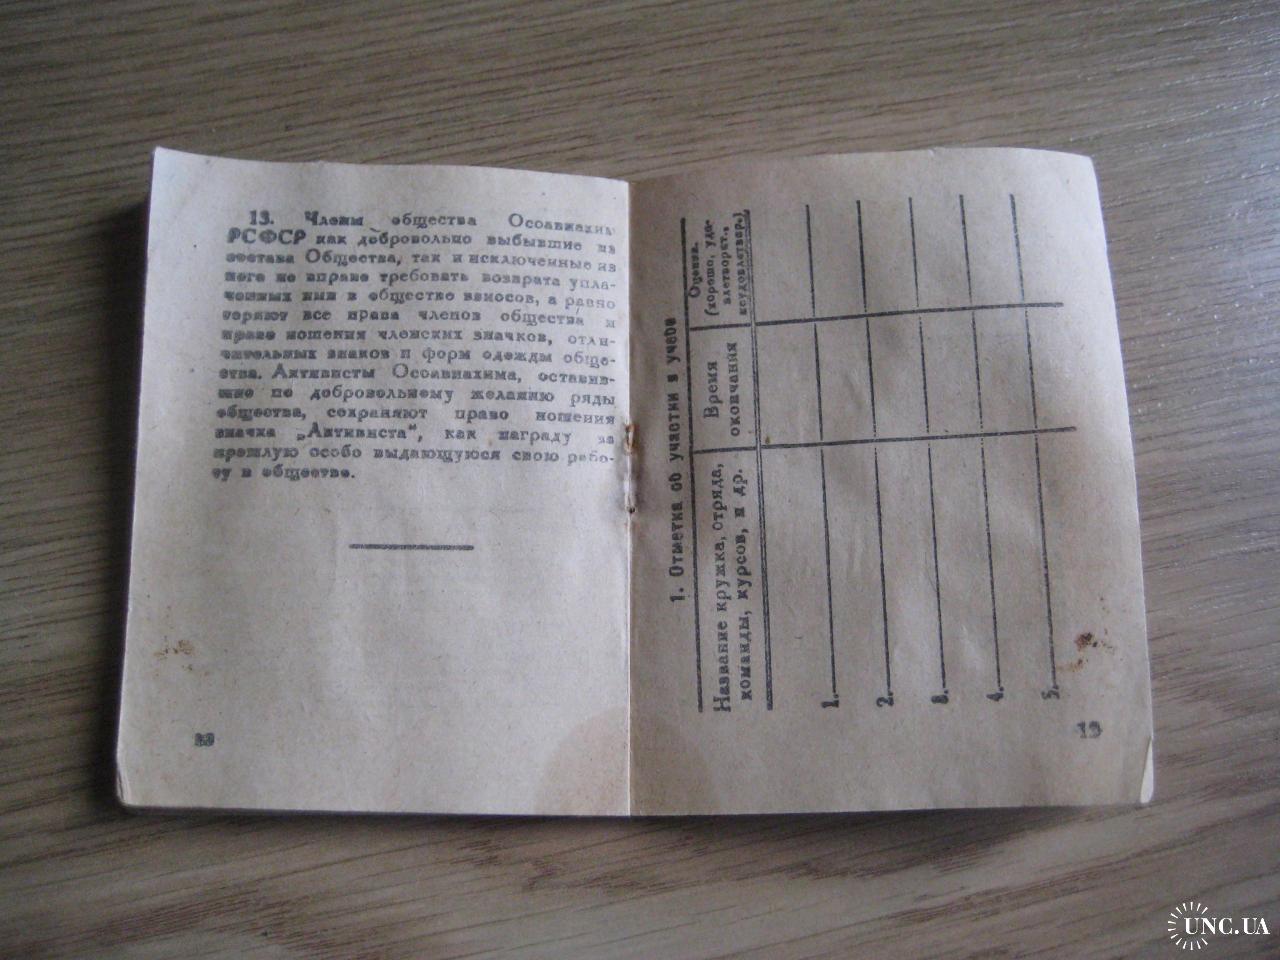 13. Члены общества Осоавиахим
РСФСР как добровольно выбывшие из
состава Общества, так и исключенные из
него не вправе требовать возврата упла-
ченных ими в общество взносов, а равно
теряют все права членов общества и
право ношения членских значков, отли-
чительных знаков и форм одежды обще-
ства. Активисты Осоавиахима, оставив-
шие по добровольному желанию ряды
общества, сохраняют право ношения
значка „Активиста“, как награду за
прошлую особо выдающуюся свою рабо-
ту в обществе.
1. Отметка об участии в учебе
Название кружка, отряда,
команды, курсов, и др.
Время
окончания
Оценка.
(хорошо, удо-
влетворит.,
неудовлетвор.)
1.
2.
3.
4.
5.
19
UNC.UA